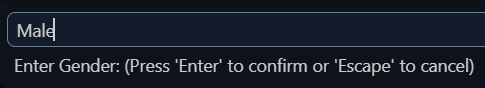 Male
Enter Gender: (Press 'Enter' to confirm or 'Escape' to cancel)